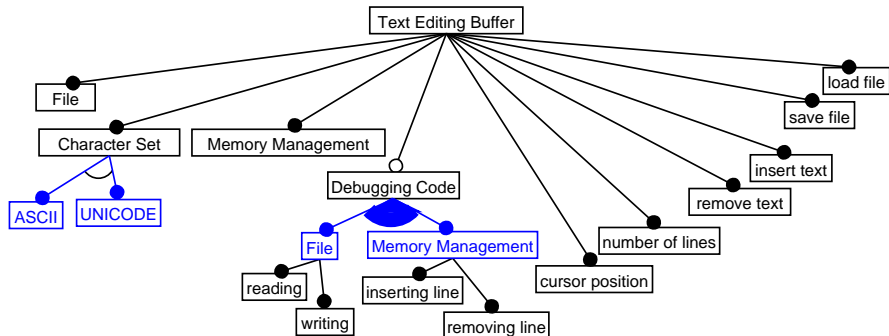 Text Editing Buffer
File
load file
save file
Character Set
Memory Management
insert text
Debugging Code
remove text
ASCII
UNICODE
number of lines
File
Memory Management
cursor position
reading
inserting line
writing
removing line